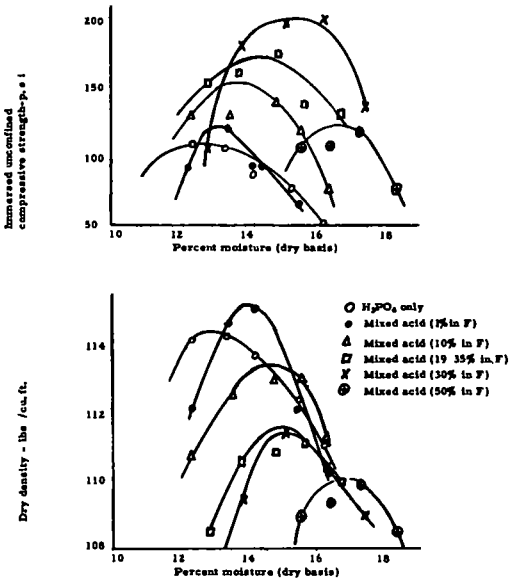 200
150
100
50
Immersed unconfined
compressive strength-p. s i
10 12 14 16 18
Percent moisture (dry basis)
H₃PO₄ only
Mixed acid (1% in F)
Mixed acid (10% in F)
Mixed acid (19 35% in. F)
Mixed acid (30% in F)
Mixed acid (50% in F)
114
112
110
108
Dry density - lbs /cu. ft.
10 12 14 16 18
Percent moisture (dry basis)